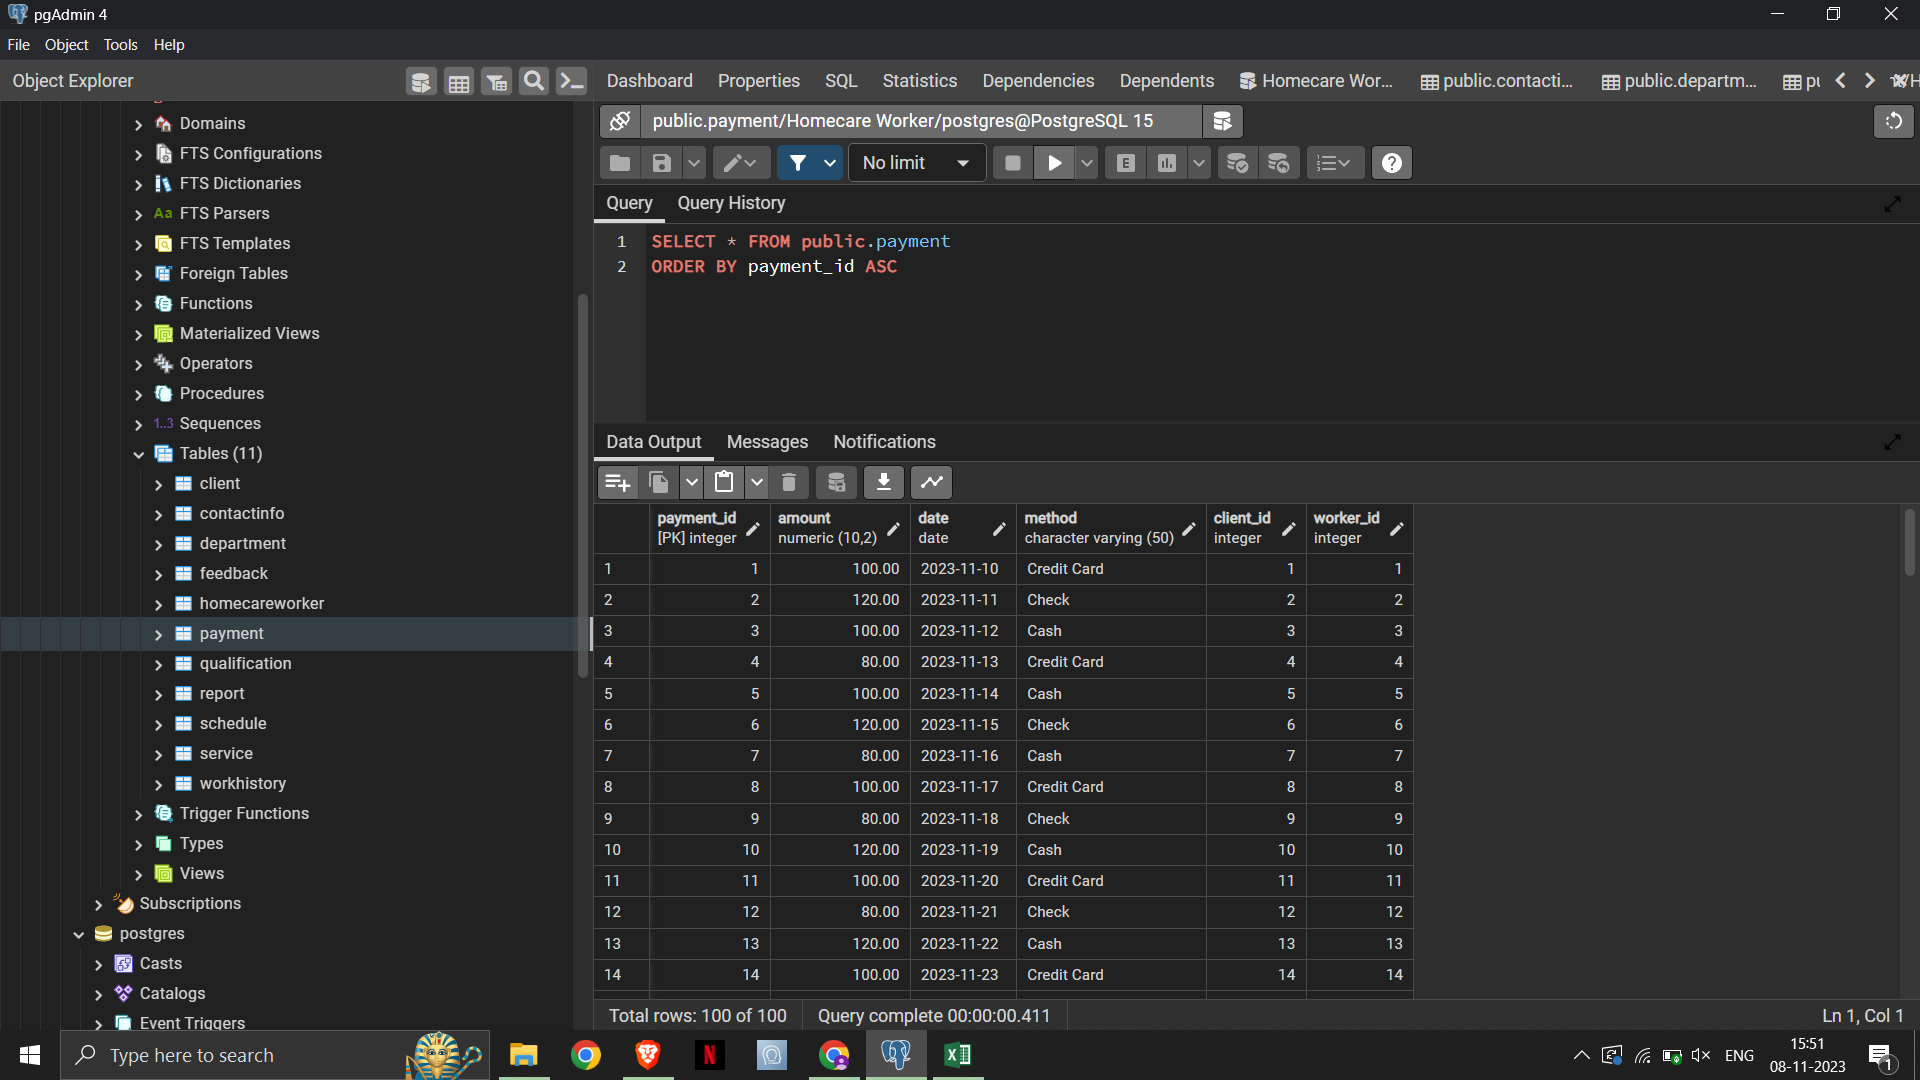 pgAdmin 4
File Object Tools Help
Object Explorer
Domains
FTS Configurations
FTS Dictionaries
Aa FTS Parsers
FTS Templates
Foreign Tables
Functions
Materialized Views
Operators
Procedures
1..3 Sequences
Tables (11)
client
contactinfo
department
feedback
homecareworker
payment
qualification
report
schedule
service
workhistory
Trigger Functions
Types
Views
Subscriptions
postgres
Casts
Catalogs
Event Triggers
Dashboard Properties SQL Statistics Dependencies Dependents Homecare Wor... public.contacti... public.departm... pu
public.payment/Homecare Worker/postgres@PostgreSQL 15
No limit E
Query Query History
1 SELECT * FROM public.payment
2 ORDER BY payment_id ASC
Data Output Messages Notifications
payment_id amount date method client_id worker_id
[PK] integer numeric (10,2) date character varying (50) integer integer
1 1 100.00 2023-11-10 Credit Card 1 1
2 2 120.00 2023-11-11 Check 2 2
3 3 100.00 2023-11-12 Cash 3 3
4 4 80.00 2023-11-13 Credit Card 4 4
5 5 100.00 2023-11-14 Cash 5 5
6 6 120.00 2023-11-15 Check 6 6
7 7 80.00 2023-11-16 Cash 7 7
8 8 100.00 2023-11-17 Credit Card 8 8
9 9 80.00 2023-11-18 Check 9 9
10 10 120.00 2023-11-19 Cash 10 10
11 11 100.00 2023-11-20 Credit Card 11 11
12 12 80.00 2023-11-21 Check 12 12
13 13 120.00 2023-11-22 Cash 13 13
14 14 100.00 2023-11-23 Credit Card 14 14
Total rows: 100 of 100 Query complete 00:00:00.411 Ln 1, Col 1
Type here to search
ENG
15:51
08-11-2023
1